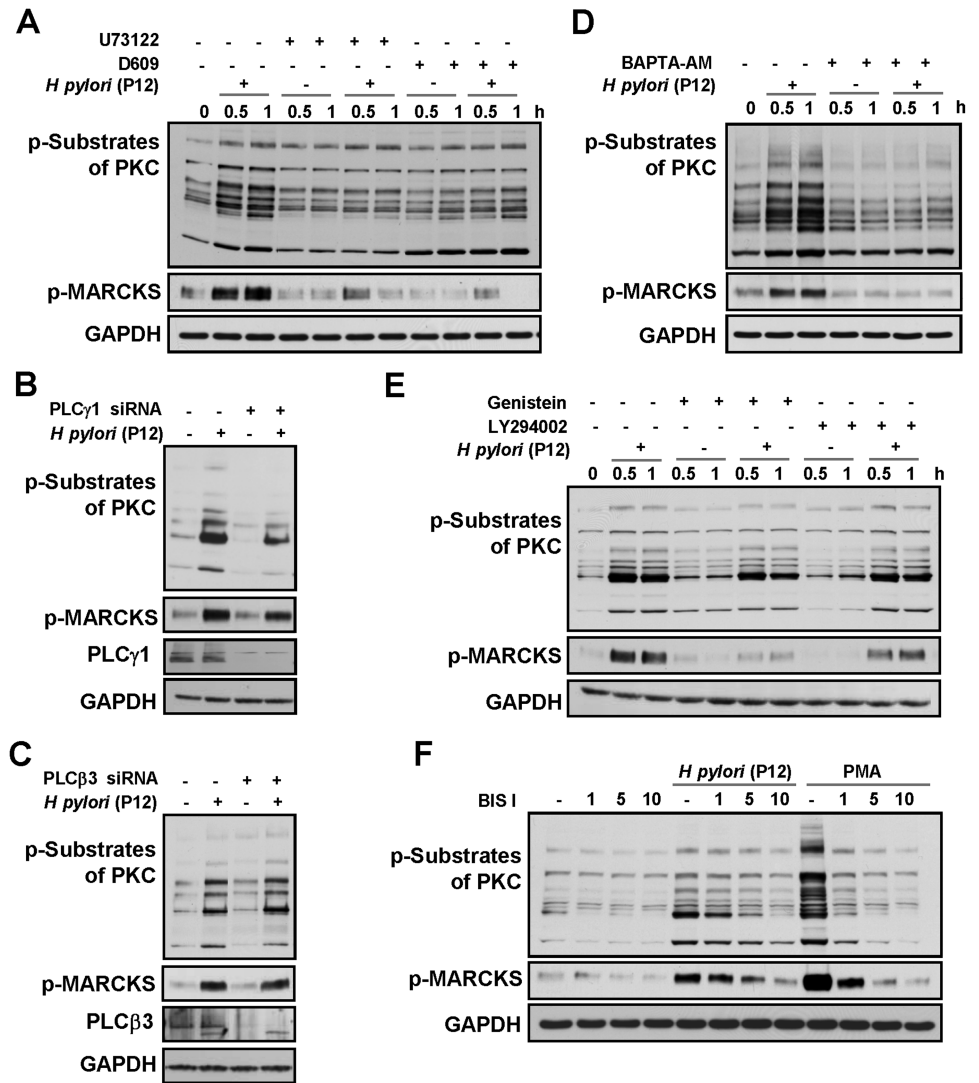 A
U73122 - - - + + + + - - - -
D609 - - - - - - - + + + +
H pylori (P12) + - + - +
0 0.5 1 0.5 1 0.5 1 0.5 1 0.5 1 h
p-Substrates
of PKC
p-MARCKS
GAPDH
D
BAPTA-AM - - - + + + +
H pylori (P12) + - +
0 0.5 1 0.5 1 0.5 1 h
p-Substrates
of PKC
p-MARCKS
GAPDH
B
PLCγ1 siRNA - - + +
H pylori (P12) - + - +
p-Substrates
of PKC
p-MARCKS
PLCγ1
GAPDH
E
Genistein - - - + + + + - - - -
LY294002 - - - - - - - + + + +
H pylori (P12) + - + - +
0 0.5 1 0.5 1 0.5 1 0.5 1 0.5 1 h
p-Substrates
of PKC
p-MARCKS
GAPDH
C
PLCβ3 siRNA - - + +
H pylori (P12) - + - +
p-Substrates
of PKC
p-MARCKS
PLCβ3
GAPDH
F
H pylori (P12) PMA
BIS I - 1 5 10 - 1 5 10 - 1 5 10
p-Substrates
of PKC
p-MARCKS
GAPDH